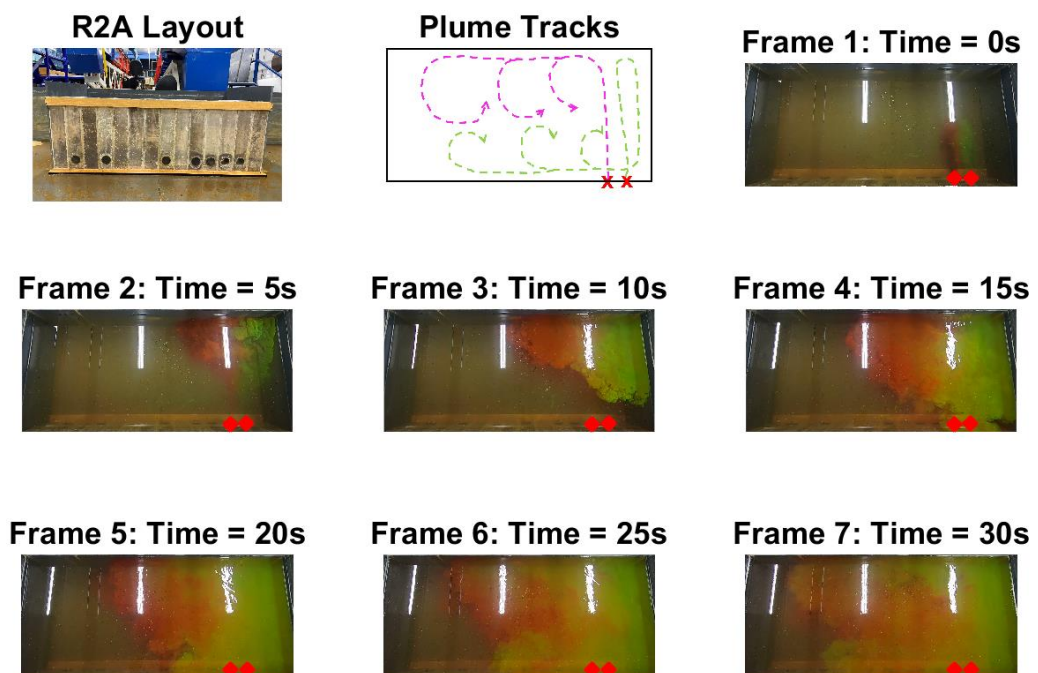 R2A Layout
Plume Tracks
Frame 1: Time = 0s
x x
Frame 2: Time = 5s
Frame 3: Time = 10s
Frame 4: Time = 15s
Frame 5: Time = 20s
Frame 6: Time = 25s
Frame 7: Time = 30s